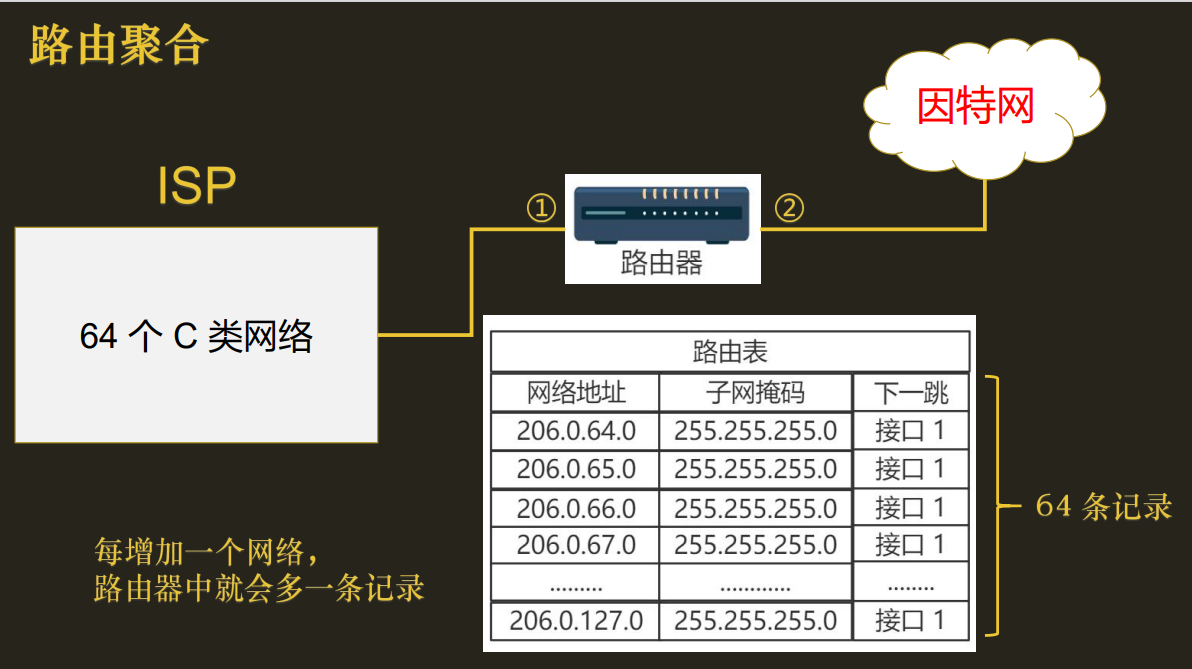 路由聚合
因特网
ISP
① ②
路由器
64 个 C 类网络
路由表
网络地址 子网掩码 下一跳
206.0.64.0 255.255.255.0 接口 1
206.0.65.0 255.255.255.0 接口 1
206.0.66.0 255.255.255.0 接口 1
206.0.67.0 255.255.255.0 接口 1
......... ............ ........
206.0.127.0 255.255.255.0 接口 1
64 条记录
每增加一个网络，
路由器中就会多一条记录